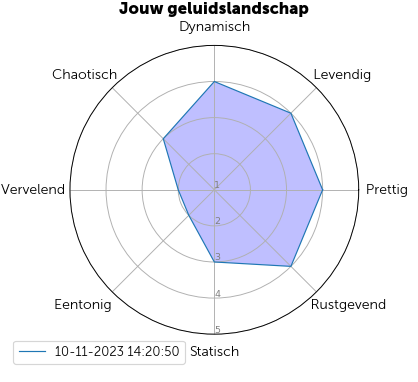 Jouw geluidslandschap
Dynamisch
Chaotisch
Levendig
Vervelend
1
Prettig
2
3
4
Eentonig
Rustgevend
5
10-11-2023 14:20:50
Statisch